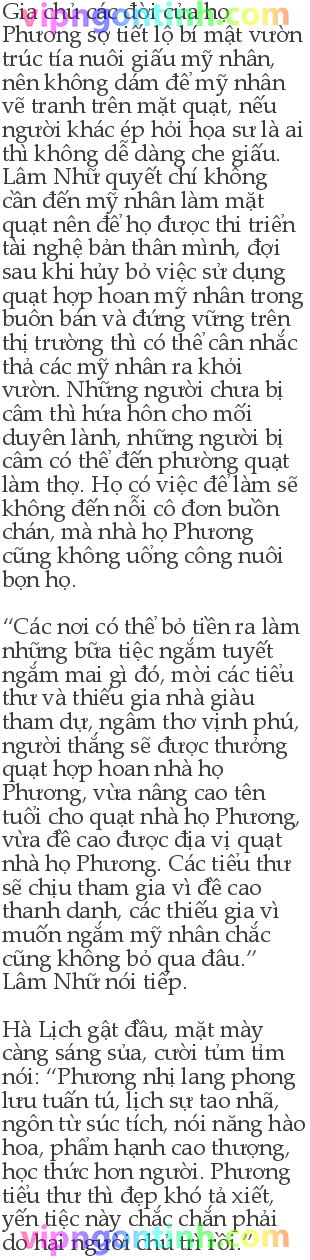 Gia chủ các đời của họ
vipngontinh.com
Phương sợ tiết lộ bí mật vườn
trúc tía nuôi giấu mỹ nhân,
nên không dám để mỹ nhân
vẽ tranh trên mặt quạt, nếu
người khác ép hỏi họa sư là ai
thì không dễ dàng che giấu.
Lâm Nhữ quyết chí không
cần đến mỹ nhân làm mặt
quạt nên để họ được thi triển
tài nghệ bản thân mình, đợi
sau khi hủy bỏ việc sử dụng
quạt hợp hoan mỹ nhân trong
buôn bán và đứng vững trên
thị trường thì có thể cân nhắc
thả các mỹ nhân ra khỏi
vườn. Những người chưa bị
câm thì hứa hôn cho mối
duyên lành, những người bị
câm có thể đến phường quạt
làm thợ. Họ có việc để làm sẽ
không đến nỗi cô đơn buồn
chán, mà nhà họ Phương
cũng không uổng công nuôi
bọn họ.
“Các nơi có thể bỏ tiền ra làm
những bữa tiệc ngắm tuyết
ngắm mai gì đó, mời các tiểu
thư và thiếu gia nhà giàu
tham dự, ngâm thơ vịnh phú,
người thắng sẽ được thưởng
quạt hợp hoan nhà họ
Phương, vừa nâng cao tên
tuổi cho quạt nhà họ Phương,
vừa đề cao được địa vị quạt
nhà họ Phương. Các tiểu thư
sẽ chịu tham gia vì đề cao
thanh danh, các thiếu gia vì
muốn ngắm mỹ nhân chắc
cũng không bỏ qua đâu.”
Lâm Nhữ nói tiếp.
Hà Lịch gật đầu, mặt mày
càng sáng sủa, cười tủm tỉm
nói: “Phương nhị lang phong
lưu tuấn tú, lịch sự tao nhã,
ngôn từ súc tích, nói năng hào
hoa, phẩm hạnh cao thượng,
học thức hơn người. Phương
tiểu thư thì đẹp khó tả xiết,
yến tiệc này chắc chắn phải
do hai người chủ trì rồi.”
vipngontinh.com